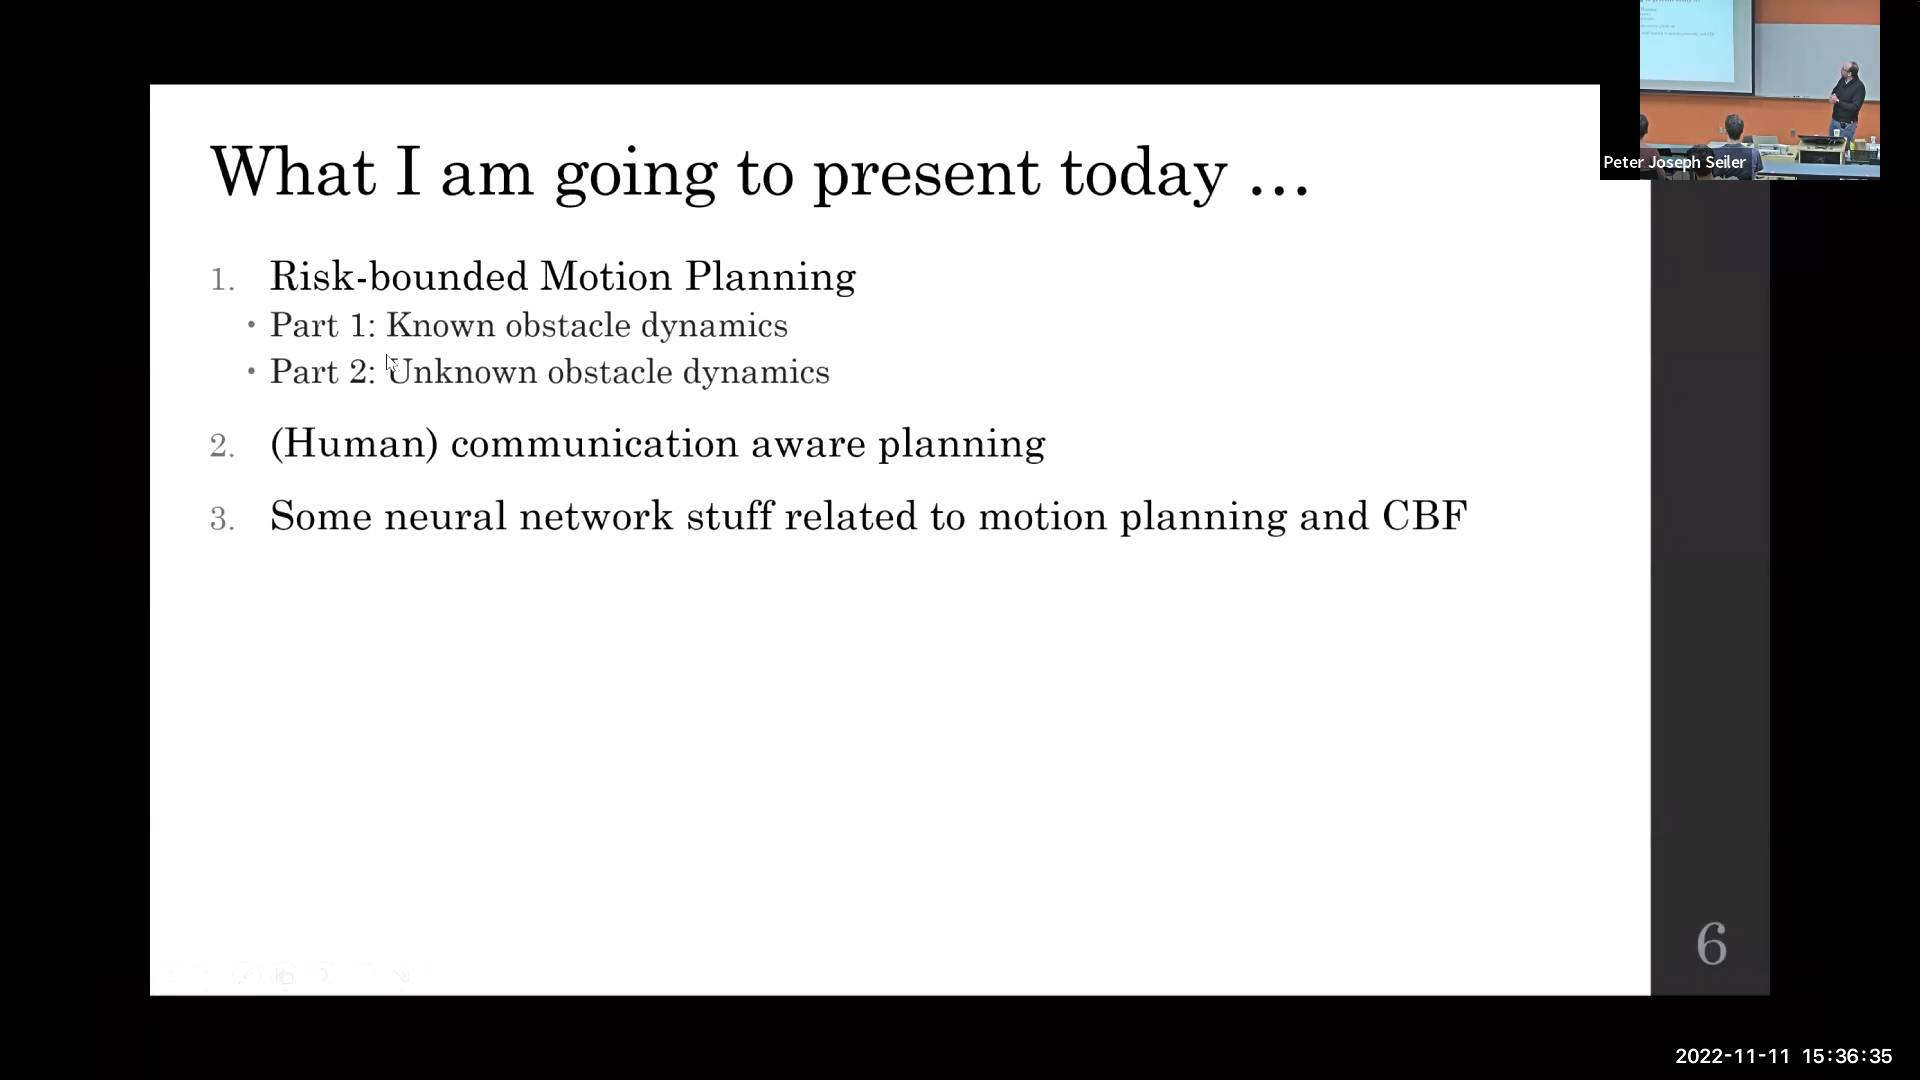 What I am going to present today ...
1. Risk-bounded Motion Planning
• Part 1: Known obstacle dynamics
• Part 2: Unknown obstacle dynamics
2. (Human) communication aware planning
3. Some neural network stuff related to motion planning and CBF
6
Peter Joseph Seiler
2022-11-11 15:36:35